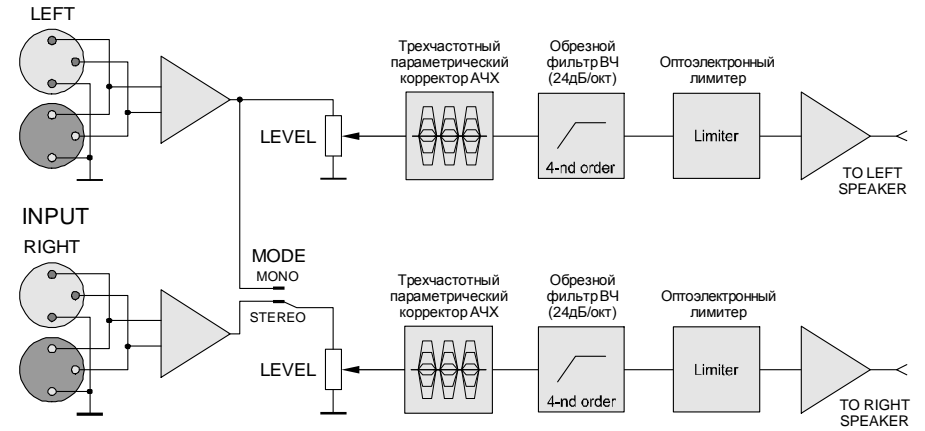 LEFT
Трехчастотный
параметрический
корректор АЧХ
Обрезной
фильтр ВЧ
(24дБ/окт)
Оптоэлектронный
лимитер
LEVEL
4-nd order
Limiter
TO LEFT
SPEAKER
INPUT
RIGHT
MODE
MONO
STEREO
Трехчастотный
параметрический
корректор АЧХ
Обрезной
фильтр ВЧ
(24дБ/окт)
Оптоэлектронный
лимитер
LEVEL
4-nd order
Limiter
TO RIGHT
SPEAKER